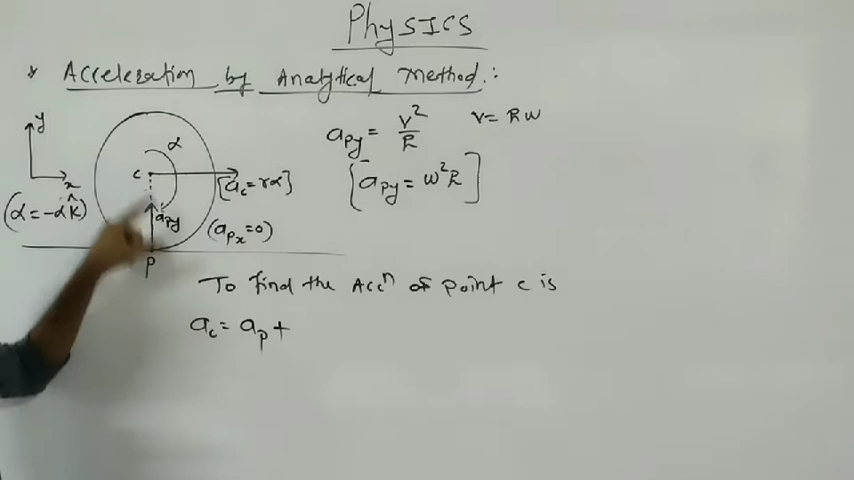 PhysICS
* Acceleration by Analytical Method :
y
x
(α = -αk̂)
c
α
[a_c = rα]
a_Py
(a_Px = 0)
P
a_Py = v²/R
v = Rω
[a_Py = ω²R]
To find the Accⁿ of point c is
a_c = a_p +